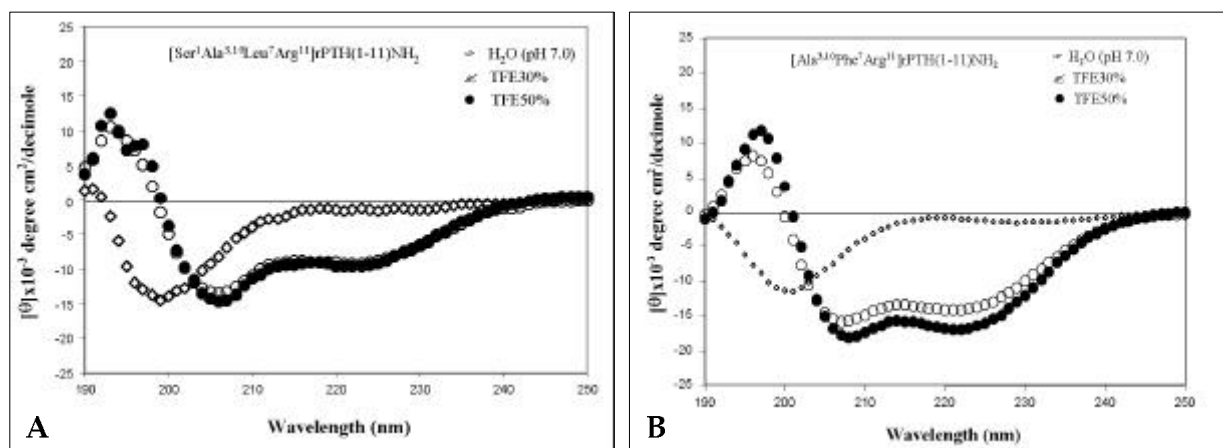 [Ser¹Ala³,¹⁰Leu⁷Arg¹¹]rPTH(1-11)NH₂
H₂O (pH 7.0)
TFE30%
TFE50%
[θ]x10⁻³ degree cm²/decimole
25
20
15
10
5
0
-5
-10
-15
-20
-25
190 200 210 220 230 240 250
Wavelength (nm)
A
[Ala³,¹⁰Phe⁷Arg¹¹]rPTH(1-11)NH₂
H₂O (pH 7.0)
TFE30%
TFE50%
[θ]x10⁻³ degree cm²/decimole
25
20
15
10
5
0
-5
-10
-15
-20
-25
190 200 210 220 230 240 250
Wavelength (nm)
B